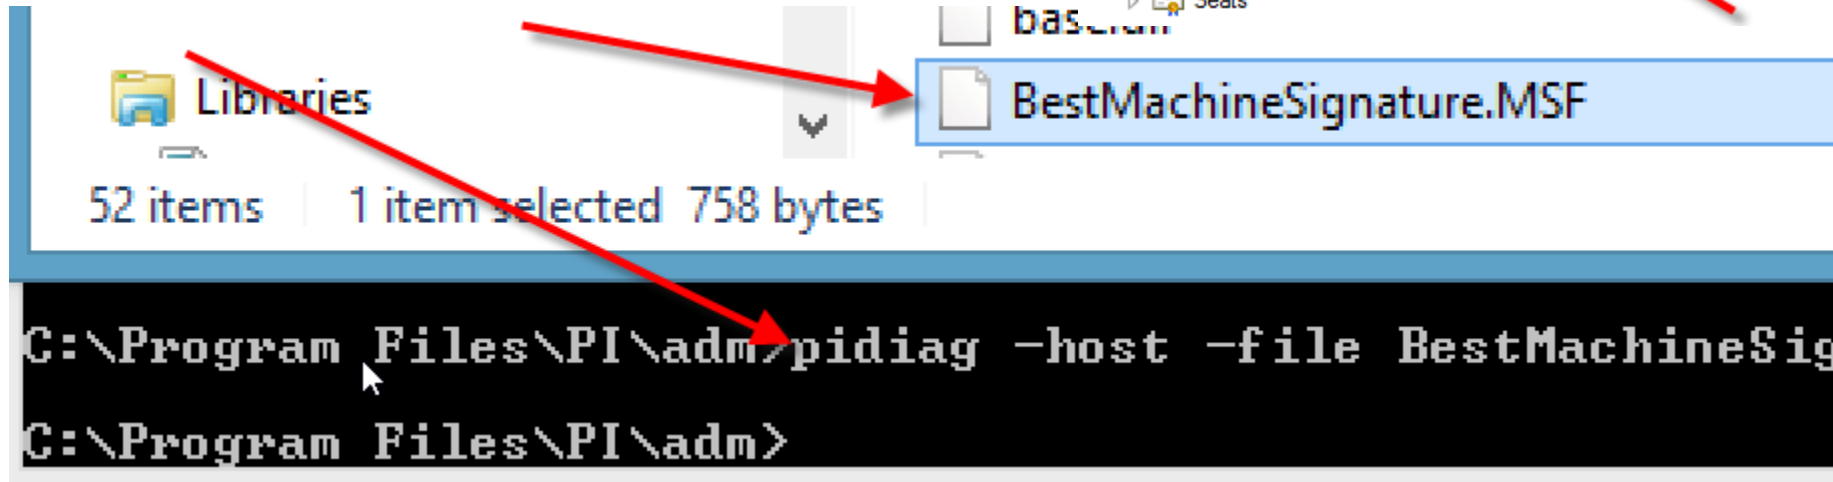 Seats
Libraries
BestMachineSignature.MSF
52 items 1 item selected 758 bytes
C:\Program Files\PI\adm>pidiag -host -file BestMachineSig
C:\Program Files\PI\adm>